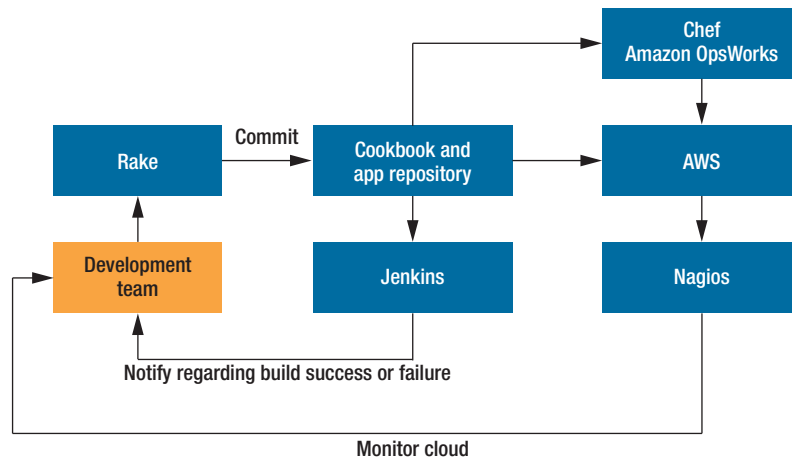 Chef
Amazon OpsWorks
Commit
Rake
Cookbook and
app repository
AWS
Development
team
Jenkins
Nagios
Notify regarding build success or failure
Monitor cloud